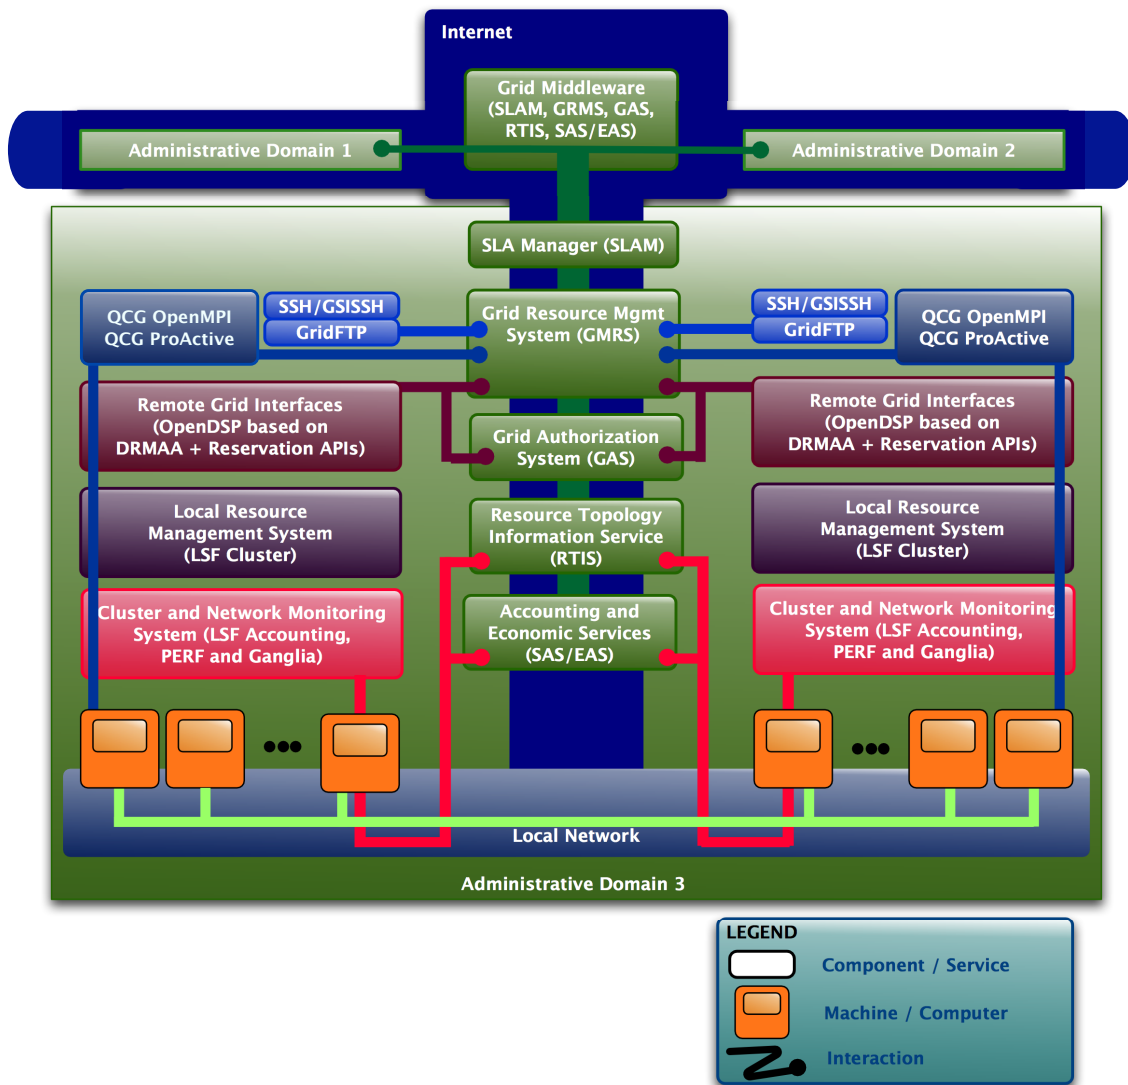 Internet
Grid Middleware
(SLAM, GRMS, GAS,
RTIS, SAS/EAS)
Administrative Domain 1
Administrative Domain 2
SLA Manager (SLAM)
QCG OpenMPI
QCG ProActive
SSH/GSISSH
GridFTP
Grid Resource Mgmt
System (GMRS)
SSH/GSISSH
GridFTP
QCG OpenMPI
QCG ProActive
Remote Grid Interfaces
(OpenDSP based on
DRMAA + Reservation APIs)
Grid Authorization
System (GAS)
Remote Grid Interfaces
(OpenDSP based on
DRMAA + Reservation APIs)
Local Resource
Management System
(LSF Cluster)
Resource Topology
Information Service
(RTIS)
Local Resource
Management System
(LSF Cluster)
Cluster and Network Monitoring
System (LSF Accounting,
PERF and Ganglia)
Accounting and
Economic Services
(SAS/EAS)
Cluster and Network Monitoring
System (LSF Accounting,
PERF and Ganglia)
Local Network
Administrative Domain 3
LEGEND
Component / Service
Machine / Computer
Interaction